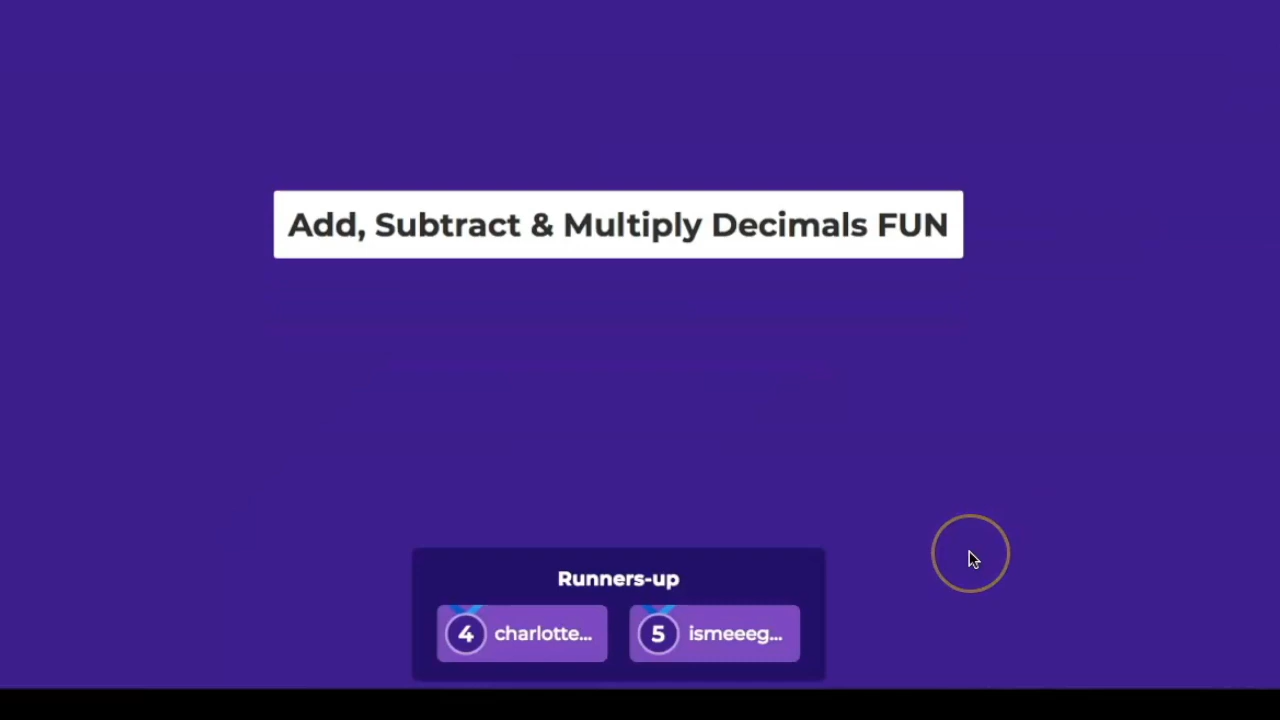 Add, Subtract & Multiply Decimals FUN
Runners-up
4 charlotte... 5 ismeeeg...